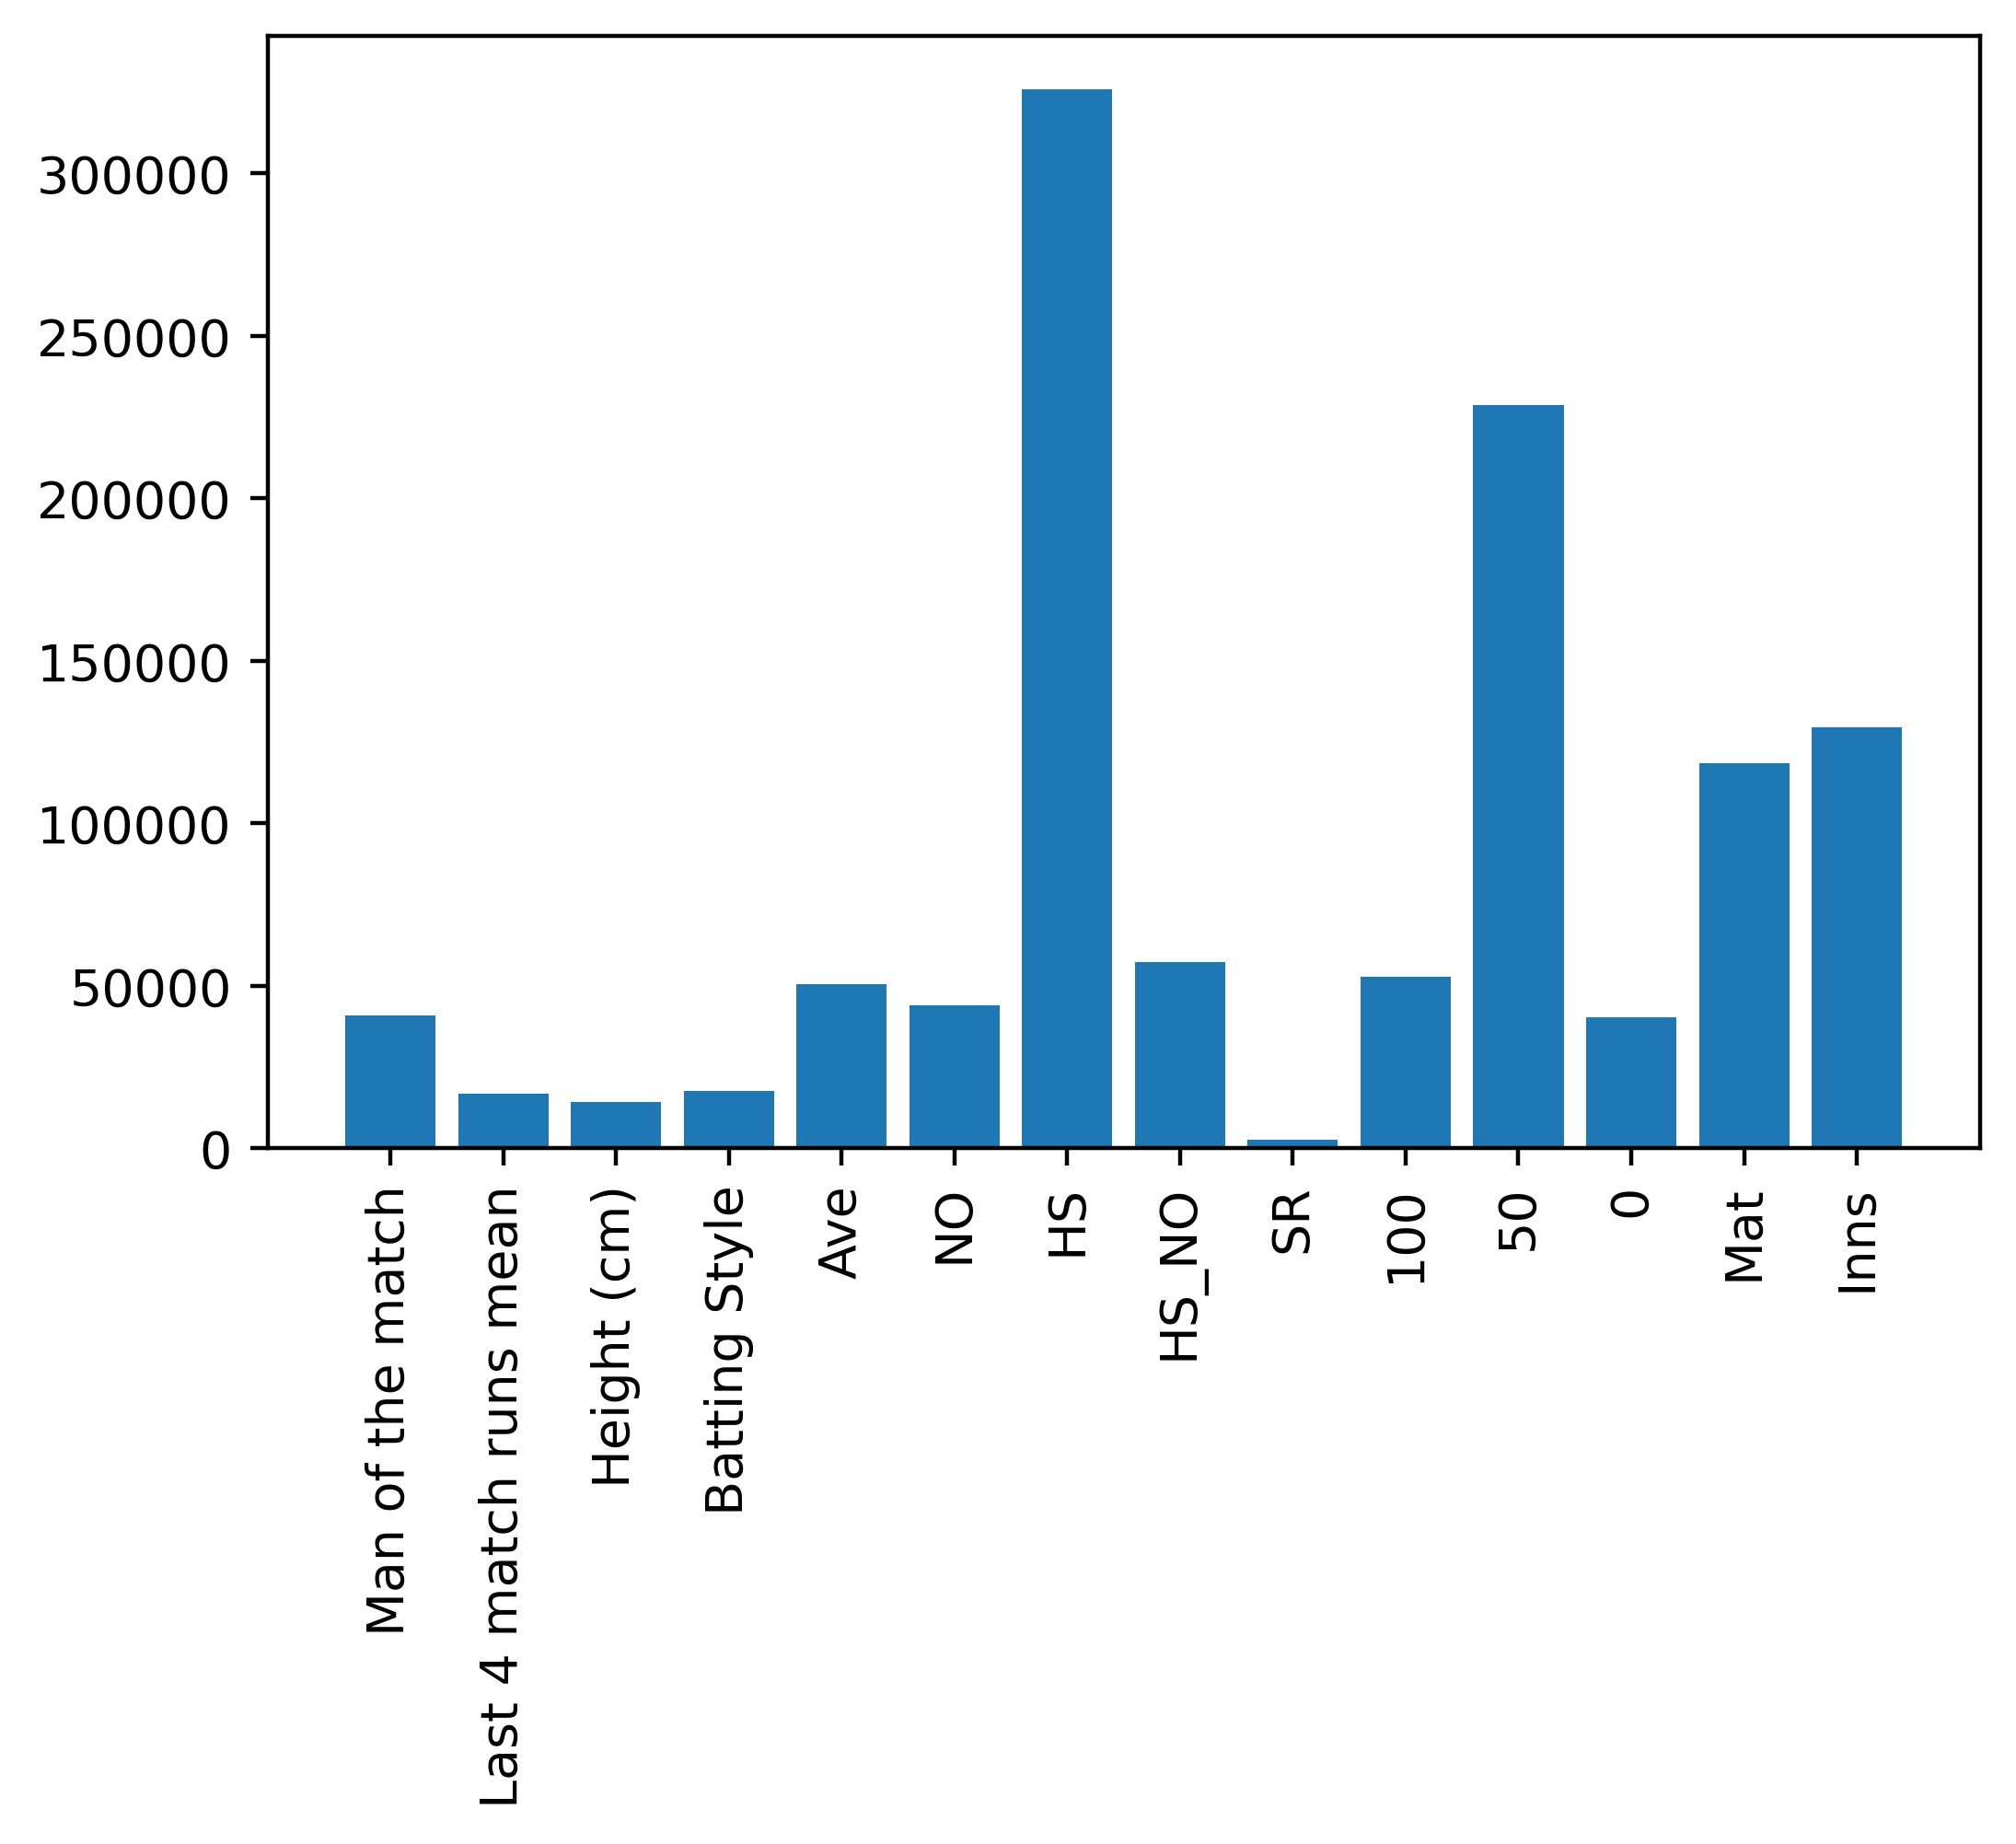 300000
250000
200000
150000
100000
50000
0
Man of the match
Last 4 match runs mean
Height (cm)
Batting Style
Ave
NO
HS
HS_NO
SR
100
50
0
Mat
Inns